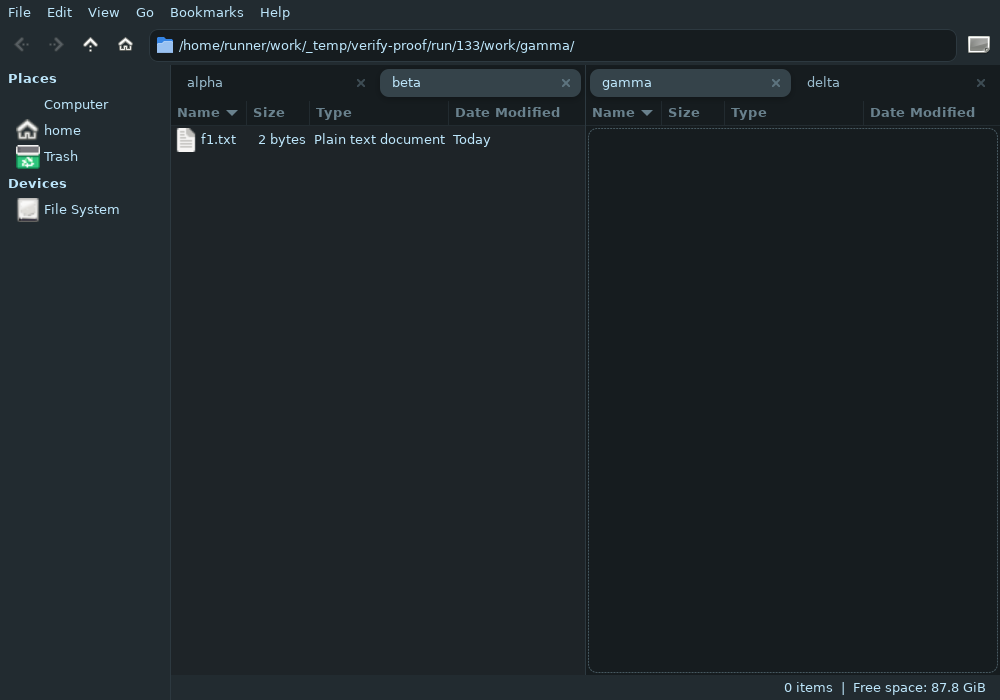 File Edit View Go Bookmarks Help
/home/runner/work/_temp/verify-proof/run/133/work/gamma/
Places
Computer
home
Trash
Devices
File System
alpha beta gamma delta
Name Size Type Date Modified Name Size Type Date Modified
f1.txt 2 bytes Plain text document Today
0 items | Free space: 87.8 GiB